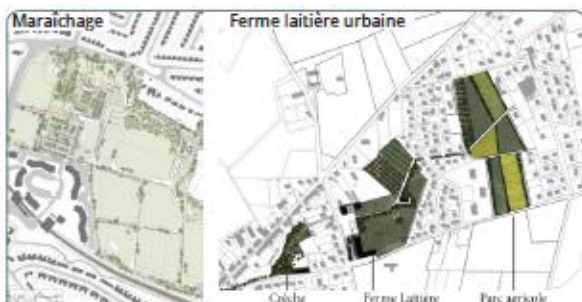 Maraîchage
Ferme laitière urbaine
Crèche
Ferme Laitière
Parc agricole